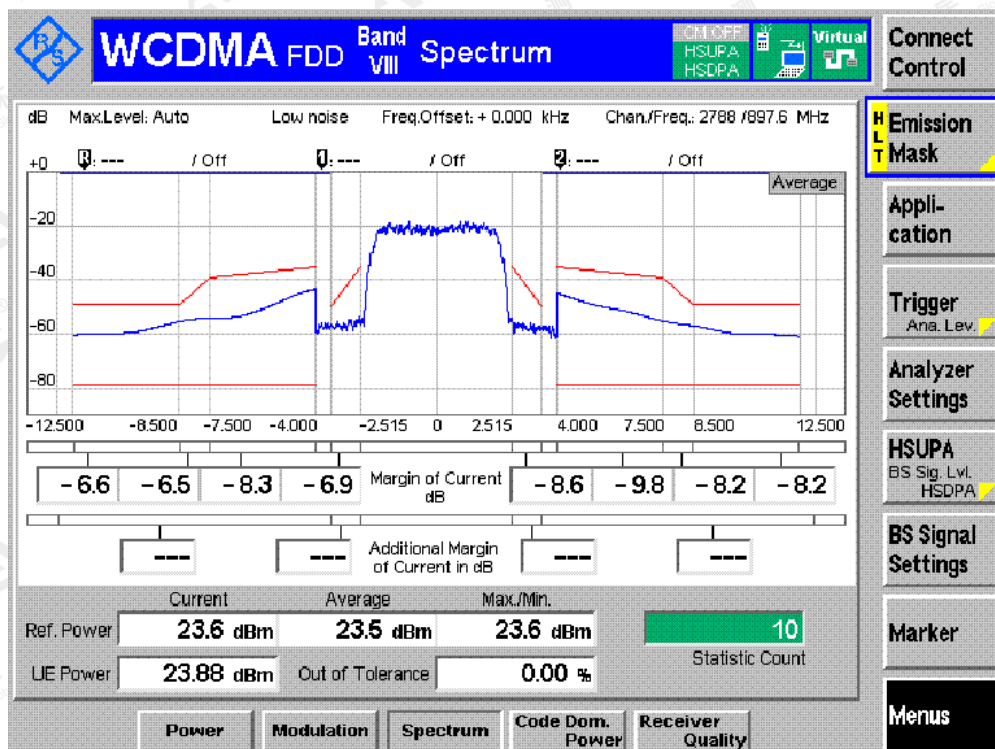 R S
WCDMA FDD Band VIII Spectrum
HSUPA
HSDPA
Virtual
Connect Control
dB Max.Level: Auto Low noise Freq.Offset: + 0.000 kHz Chan./Freq.: 2788 /897.6 MHz
H L T Emission Mask
R : --- / Off 1 : --- / Off 2 : --- / Off
+0
Average
-20
-40
-60
-80
-12.500 -8.500 -7.500 -4.000 -2.515 0 2.515 4.000 7.500 8.500 12.500
Appli-
cation
Trigger
Ana. Lev.
Analyzer
Settings
HSUPA
BS Sig. Lvl.
HSDPA
-6.6 -6.5 -8.3 -6.9 Margin of Current dB -8.6 -9.8 -8.2 -8.2
--- --- Additional Margin of Current in dB --- ---
BS Signal
Settings
Current Average Max./Min.
Ref. Power 23.6 dBm 23.5 dBm 23.6 dBm 10
Statistic Count
UE Power 23.88 dBm Out of Tolerance 0.00 %
Marker
Menus
Power Modulation Spectrum Code Dom. Power Receiver Quality